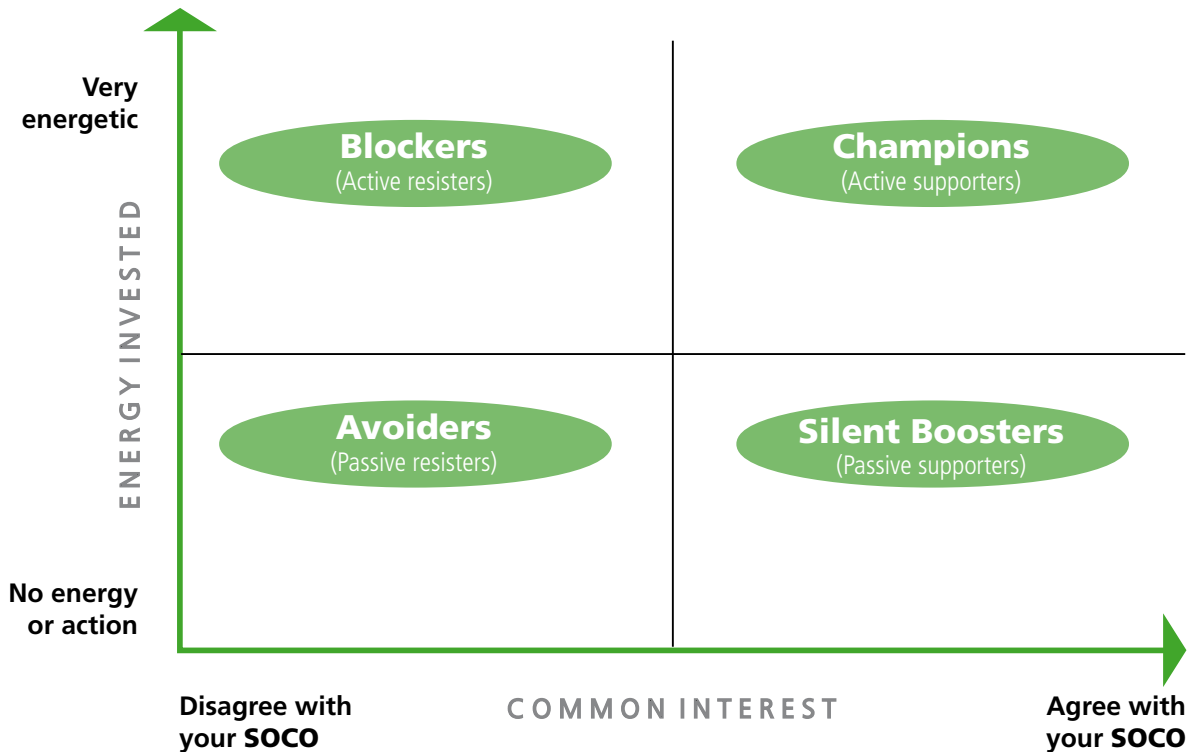 Very
energetic
Blockers
(Active resisters)
Champions
(Active supporters)
ENERGY INVESTED
Avoiders
(Passive resisters)
Silent Boosters
(Passive supporters)
No energy
or action
Disagree with
your SOCO
COMMON INTEREST
Agree with
your SOCO